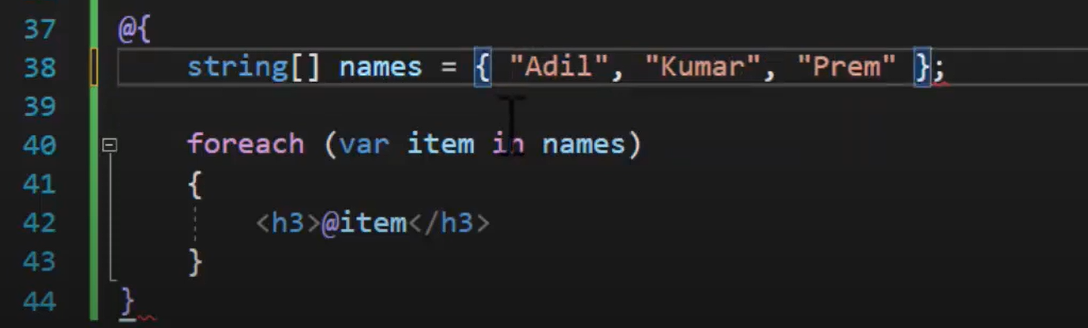 37 @{
38 string[] names = { "Adil", "Kumar", "Prem" };
39
40 foreach (var item in names)
41 {
42 <h3>@item</h3>
43 }
44 }